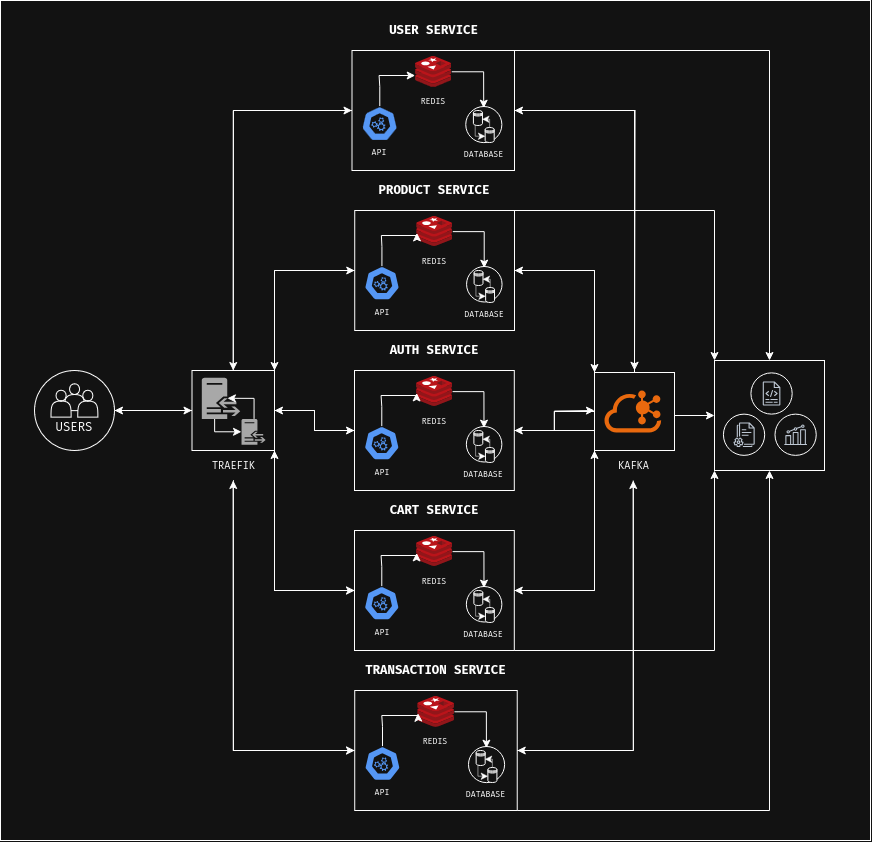 USER SERVICE
REDIS
API
DATABASE
PRODUCT SERVICE
REDIS
API
DATABASE
AUTH SERVICE
REDIS
API
DATABASE
USERS
TRAEFIK
KAFKA
CART SERVICE
REDIS
API
DATABASE
TRANSACTION SERVICE
REDIS
API
DATABASE